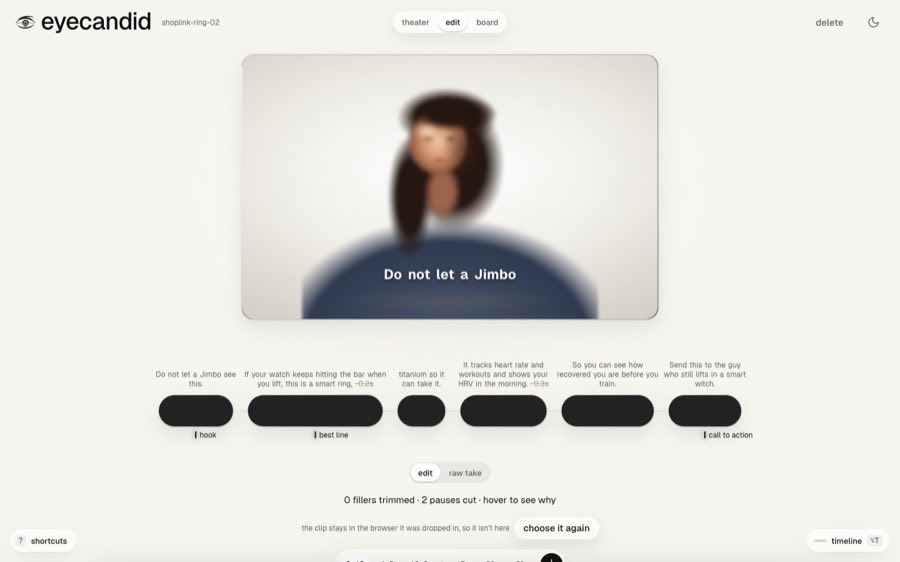 eyecandid
shoplink-ring-02
theater
edit
board
delete
Do not let a Jimbo
Do not let a Jimbo see
this.
If your watch keeps hitting the bar when
you lift, this is a smart ring, -0.2s
titanium so it
can take it.
It tracks heart rate and
workouts and shows your
HRV in the morning. -0.3s
So you can see how
recovered you are before you
train.
Send this to the guy
who still lifts in a smart
witch.
hook
best line
call to action
edit
raw take
0 fillers trimmed · 2 pauses cut · hover to see why
the clip stays in the browser it was dropped in, so it isn't here
choose it again
? shortcuts
timeline ⌥T